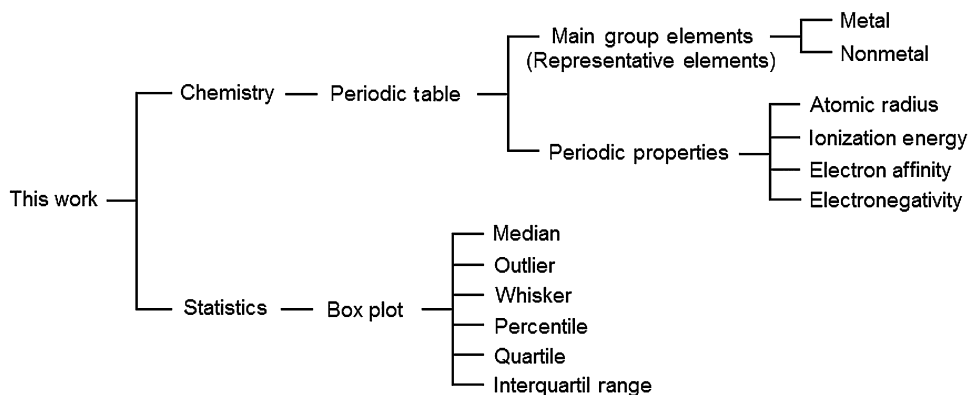 Metal
Main group elements
(Representative elements)
Nonmetal
Chemistry
Periodic table
Atomic radius
Ionization energy
Periodic properties
Electron affinity
Electronegativity
This work
Median
Outlier
Whisker
Statistics
Box plot
Percentile
Quartile
Interquartil range